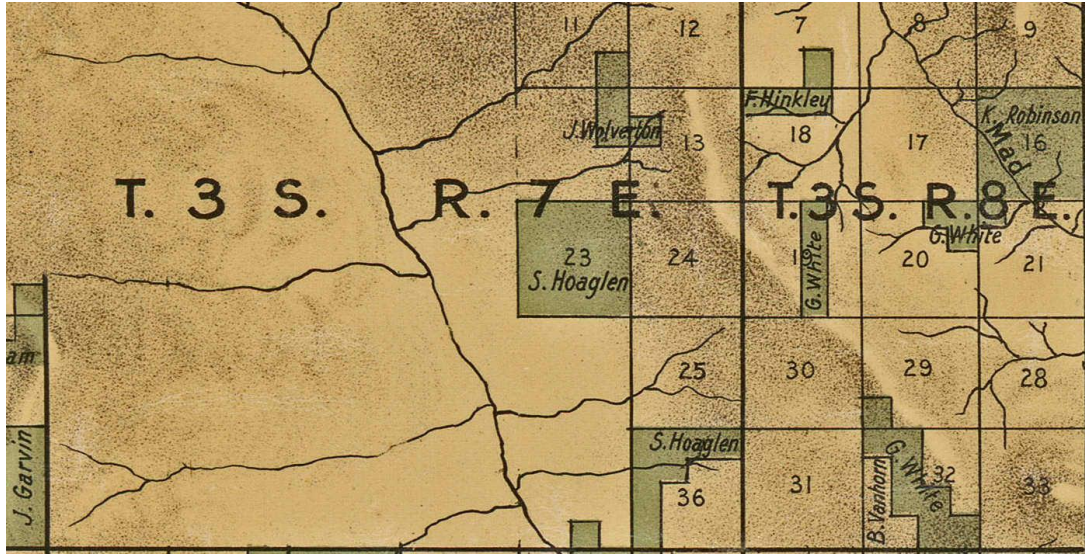 11
12
7
8
9
F. Hinkley
K. Robinson
J. Wolverton
13
18
17
16
Mad
T. 3 S. R. 7 E.
T. 3 S. R. 8 E.
23
S. Hoaglen
24
19
G. White
G. White
20
21
25
30
29
28
am
J. Garvin
S. Hoaglen
36
31
B. Vanhorn
G. White
32
33